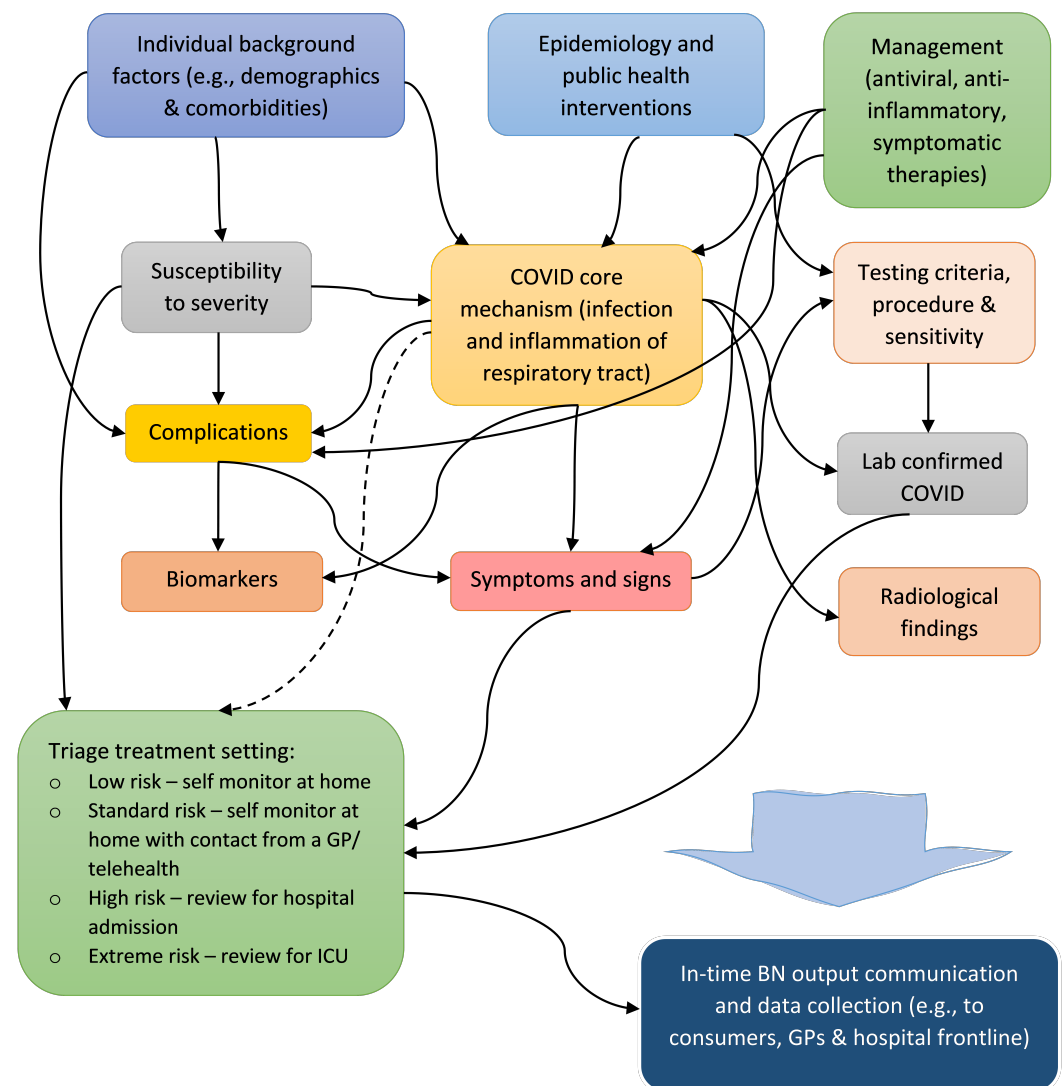 Individual background
factors (e.g., demographics
& comorbidities)
Epidemiology and
public health
interventions
Management
(antiviral, anti-
inflammatory,
symptomatic
therapies)
Susceptibility
to severity
COVID core
mechanism (infection
and inflammation of
respiratory tract)
Testing criteria,
procedure &
sensitivity
Complications
Lab confirmed
COVID
Biomarkers
Symptoms and signs
Radiological
findings
Triage treatment setting:
o Low risk – self monitor at home
o Standard risk – self monitor at
home with contact from a GP/
telehealth
o High risk – review for hospital
admission
o Extreme risk – review for ICU
In-time BN output communication
and data collection (e.g., to
consumers, GPs & hospital frontline)